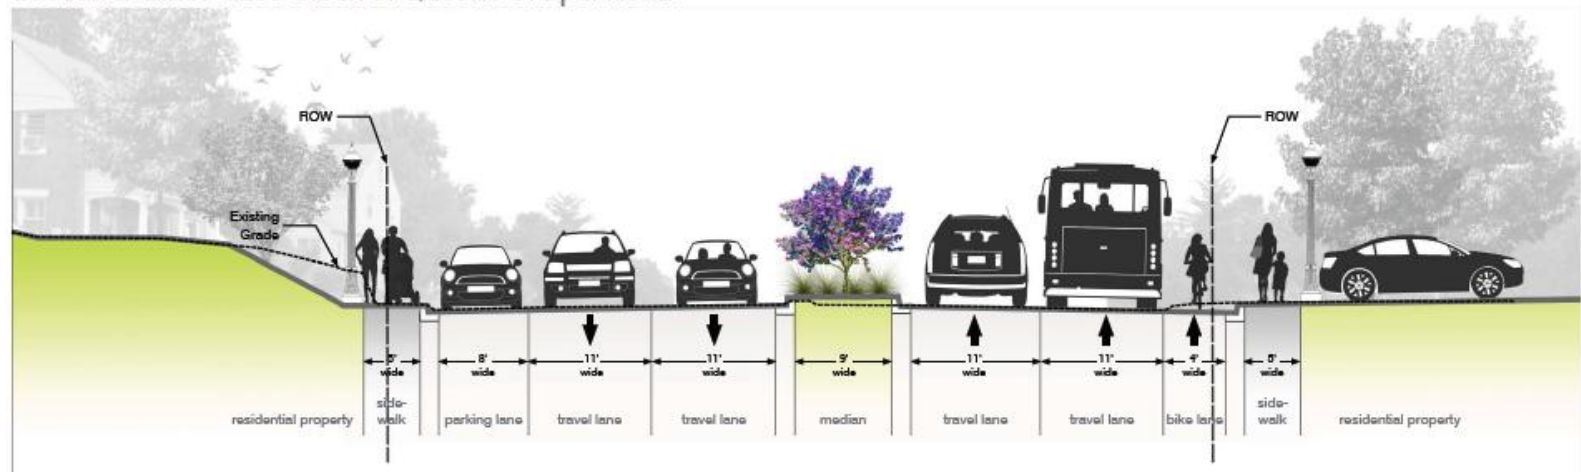 ROW
ROW
Existing
Grade
8'
11'
11'
9'
11'
11'
4'
wide
wide
wide
wide
wide
wide
wide
wide
wide
residential property
side-
walk
parking lane
travel lane
travel lane
median
travel lane
travel lane
bike lane
side-
walk
residential property